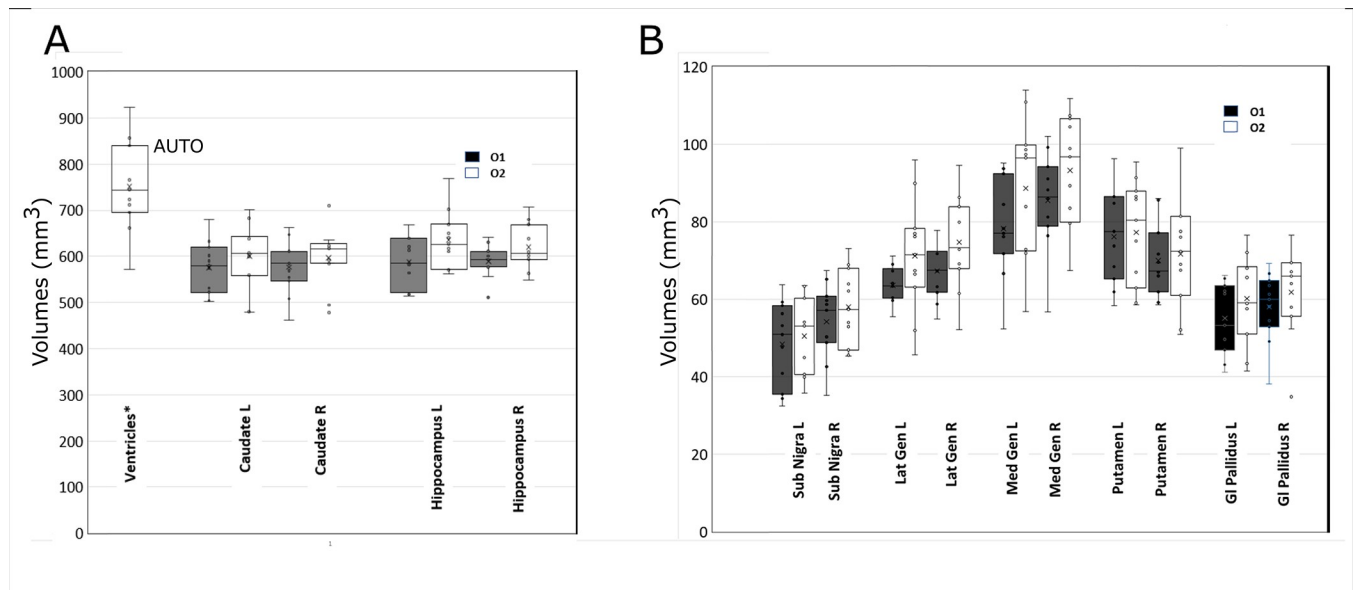 A
B
1000
900
800
700
600
500
400
300
200
100
0
Volumes (mm³)
AUTO
O1
O2
Ventricles*
Caudate L
Caudate R
Hippocampus L
Hippocampus R
1
120
100
80
60
40
20
0
Volumes (mm³)
O1
O2
Sub Nigra L
Sub Nigra R
Lat Gen L
Lat Gen R
Med Gen L
Med Gen R
Putamen L
Putamen R
Gl Pallidus L
Gl Pallidus R